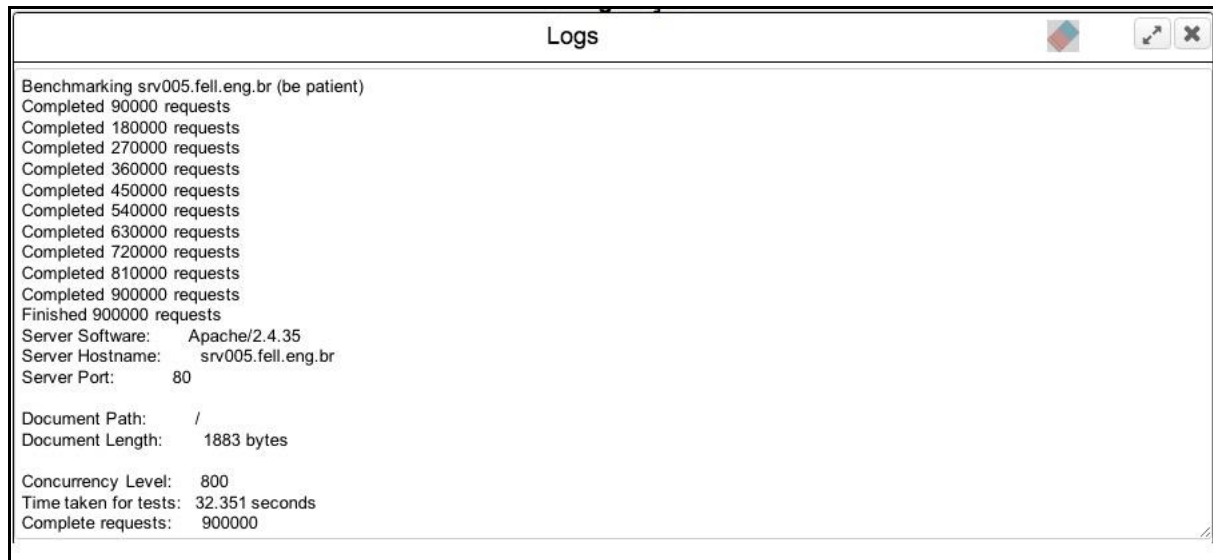 Logs
Benchmarking srv005.fell.eng.br (be patient)
Completed 90000 requests
Completed 180000 requests
Completed 270000 requests
Completed 360000 requests
Completed 450000 requests
Completed 540000 requests
Completed 630000 requests
Completed 720000 requests
Completed 810000 requests
Completed 900000 requests
Finished 900000 requests
Server Software: Apache/2.4.35
Server Hostname: srv005.fell.eng.br
Server Port: 80
Document Path: /
Document Length: 1883 bytes
Concurrency Level: 800
Time taken for tests: 32.351 seconds
Complete requests: 900000